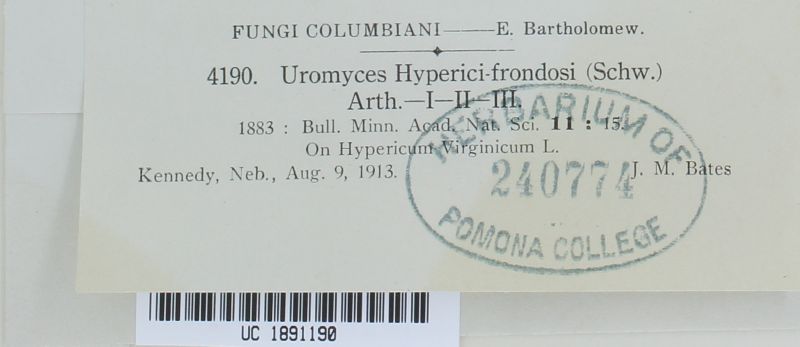 FUNGI COLUMBIANI——E. Bartholomew.
4190. Uromyces Hyperici-frondosi (Schw.)
Arth.—I—II—III.
1883 : Bull. Minn. Acad. Nat. Sci. 11 : 15.
On Hypericum Virginicum L.
Kennedy, Neb., Aug. 9, 1913. J. M. Bates
HERBARIUM OF
240774
POMONA COLLEGE
UC 1891190